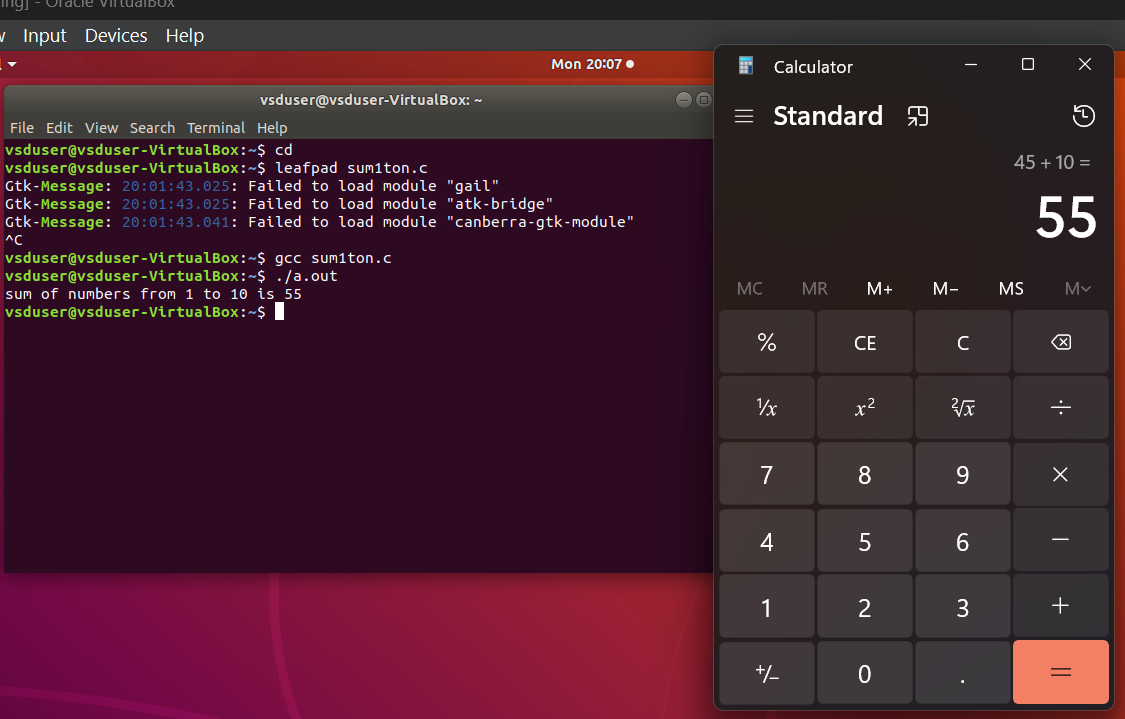 ing] - Oracle VirtualBox
Input Devices Help
Mon 20:07
vsduser@vsduser-VirtualBox: ~
File Edit View Search Terminal Help
vsduser@vsduser-VirtualBox:~$ cd
vsduser@vsduser-VirtualBox:~$ leafpad sum1ton.c
Gtk-Message: 20:01:43.025: Failed to load module "gail"
Gtk-Message: 20:01:43.025: Failed to load module "atk-bridge"
Gtk-Message: 20:01:43.041: Failed to load module "canberra-gtk-module"
^C
vsduser@vsduser-VirtualBox:~$ gcc sum1ton.c
vsduser@vsduser-VirtualBox:~$ ./a.out
sum of numbers from 1 to 10 is 55
vsduser@vsduser-VirtualBox:~$
Calculator
Standard
45 + 10 =
55
MC MR M+ M− MS M
% CE C
¹/x x² ²√x ÷
7 8 9 ×
4 5 6 −
1 2 3 +
+/− 0 . =